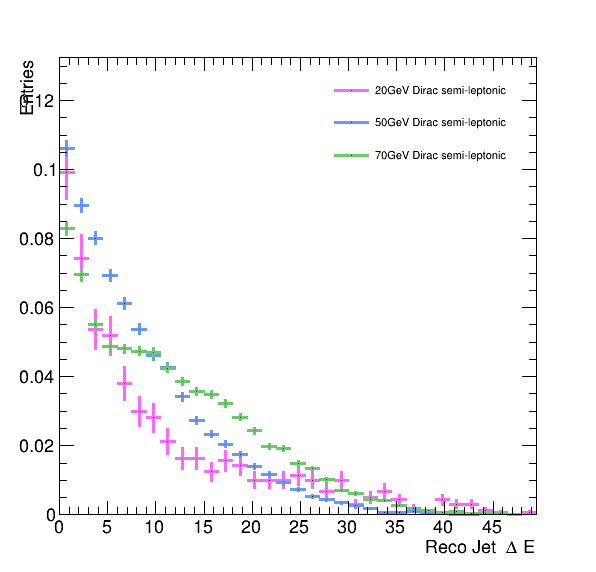 Entries
0.12
0.1
0.08
0.06
0.04
0.02
0
20GeV Dirac semi-leptonic
50GeV Dirac semi-leptonic
70GeV Dirac semi-leptonic
0 5 10 15 20 25 30 35 40 45
Reco Jet Δ E